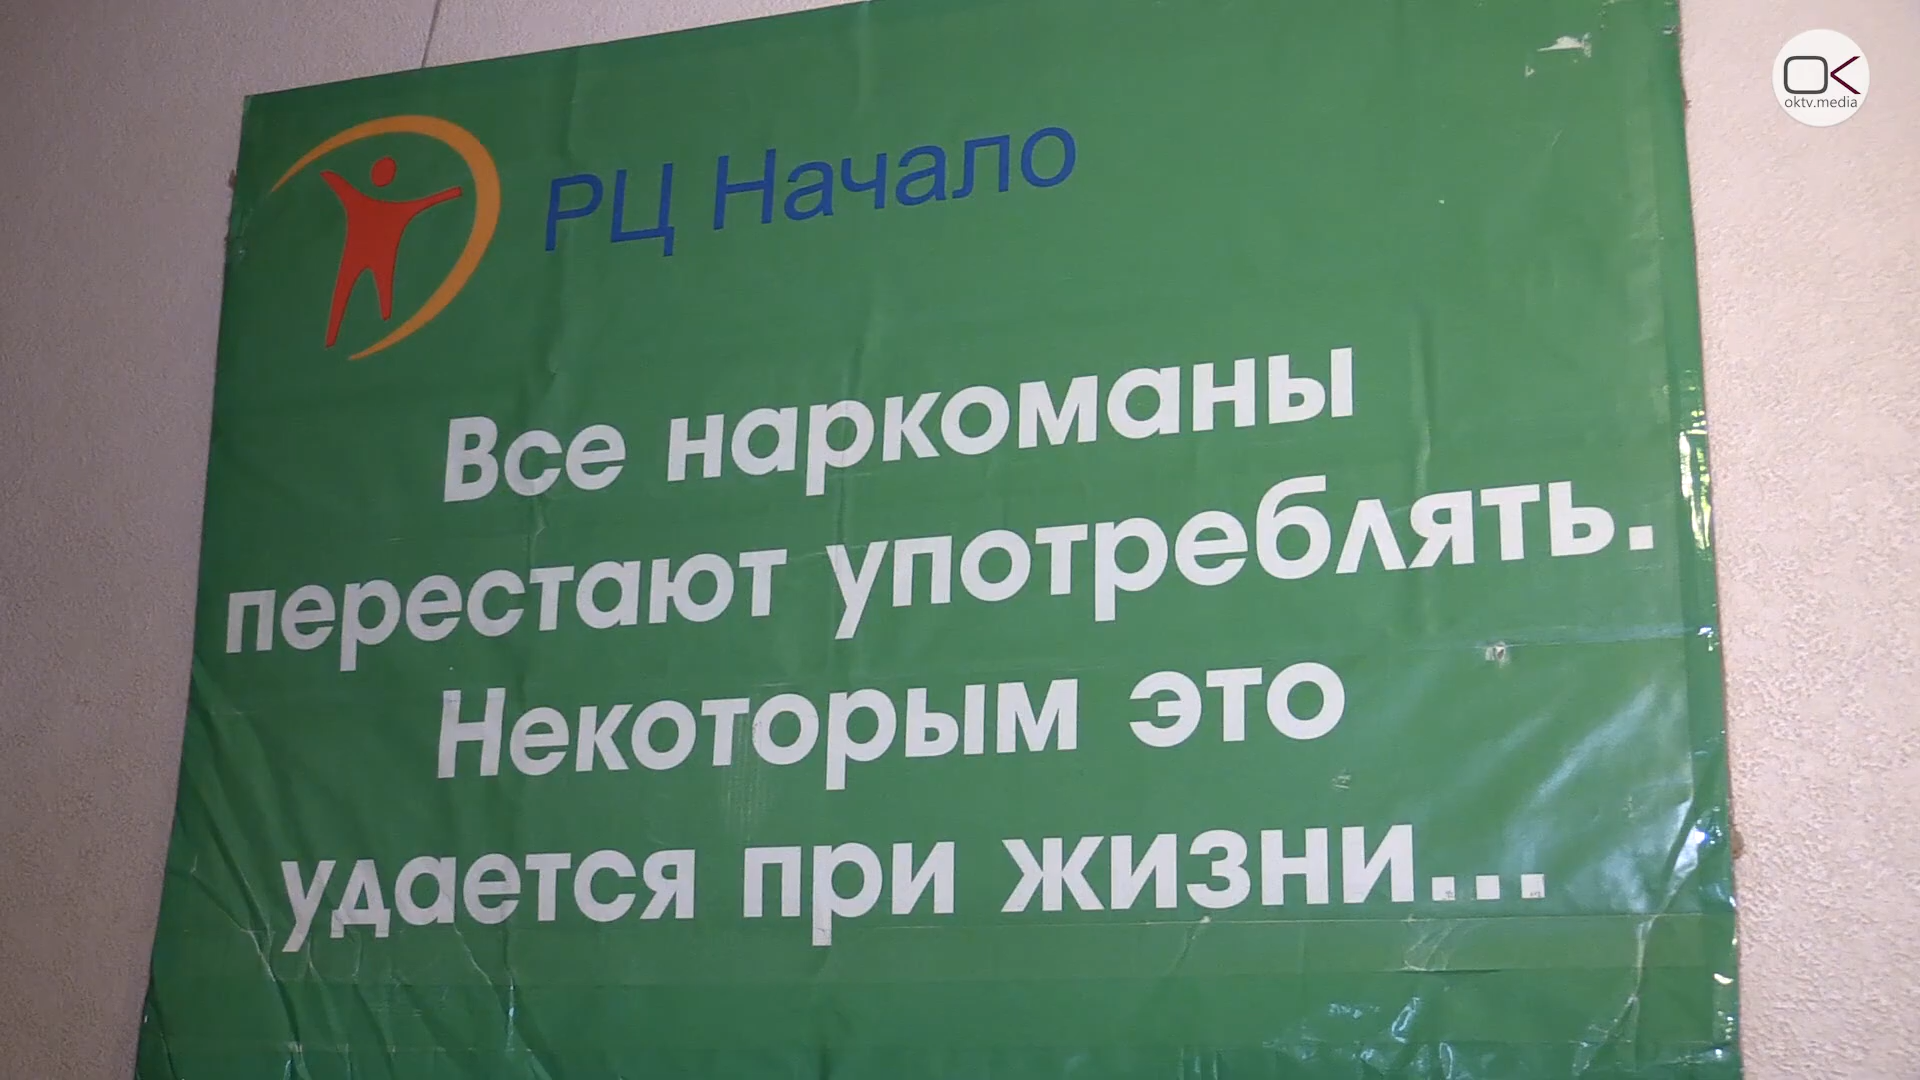 OK
oktv.media
РЦ Начало
Все наркоманы
перестают употреблять.
Некоторым это
удается при жизни...